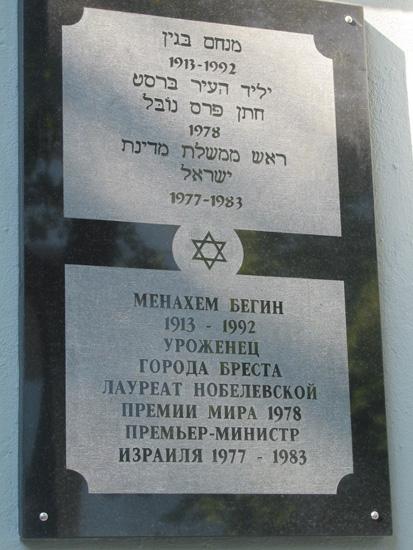 מנחם בגין
1913-1992
יליד העיר ברסט
חתן פרס נובל
1978
ראש ממשלת מדינת
ישראל
1977-1983
МЕНАХЕМ БЕГИН
1913 - 1992
УРОЖЕНЕЦ
ГОРОДА БРЕСТА
ЛАУРЕАТ НОБЕЛЕВСКОЙ
ПРЕМИИ МИРА 1978
ПРЕМЬЕР-МИНИСТР
ИЗРАИЛЯ 1977 - 1983